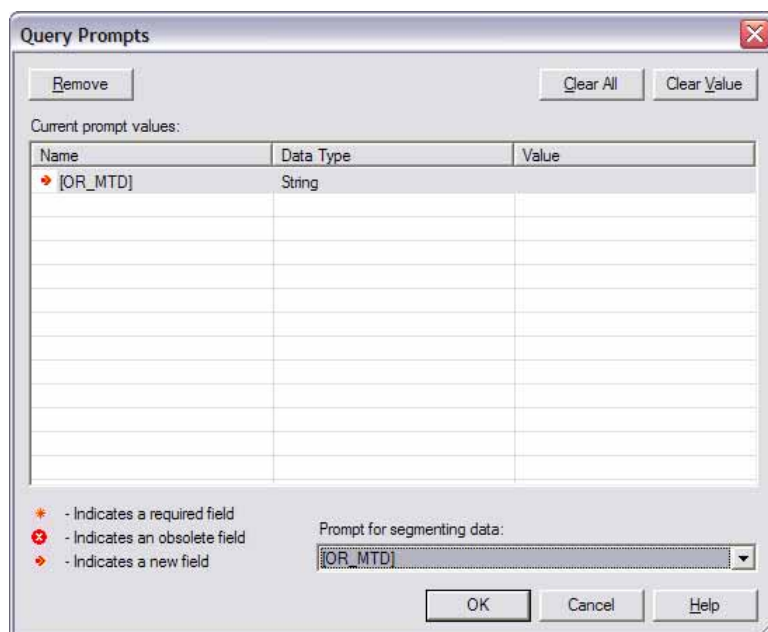 Query Prompts
Remove Clear All Clear Value
Current prompt values:
Name Data Type Value
[OR_MTD] String
- Indicates a required field
- Indicates an obsolete field
- Indicates a new field
Prompt for segmenting data:
[OR_MTD]
OK Cancel Help